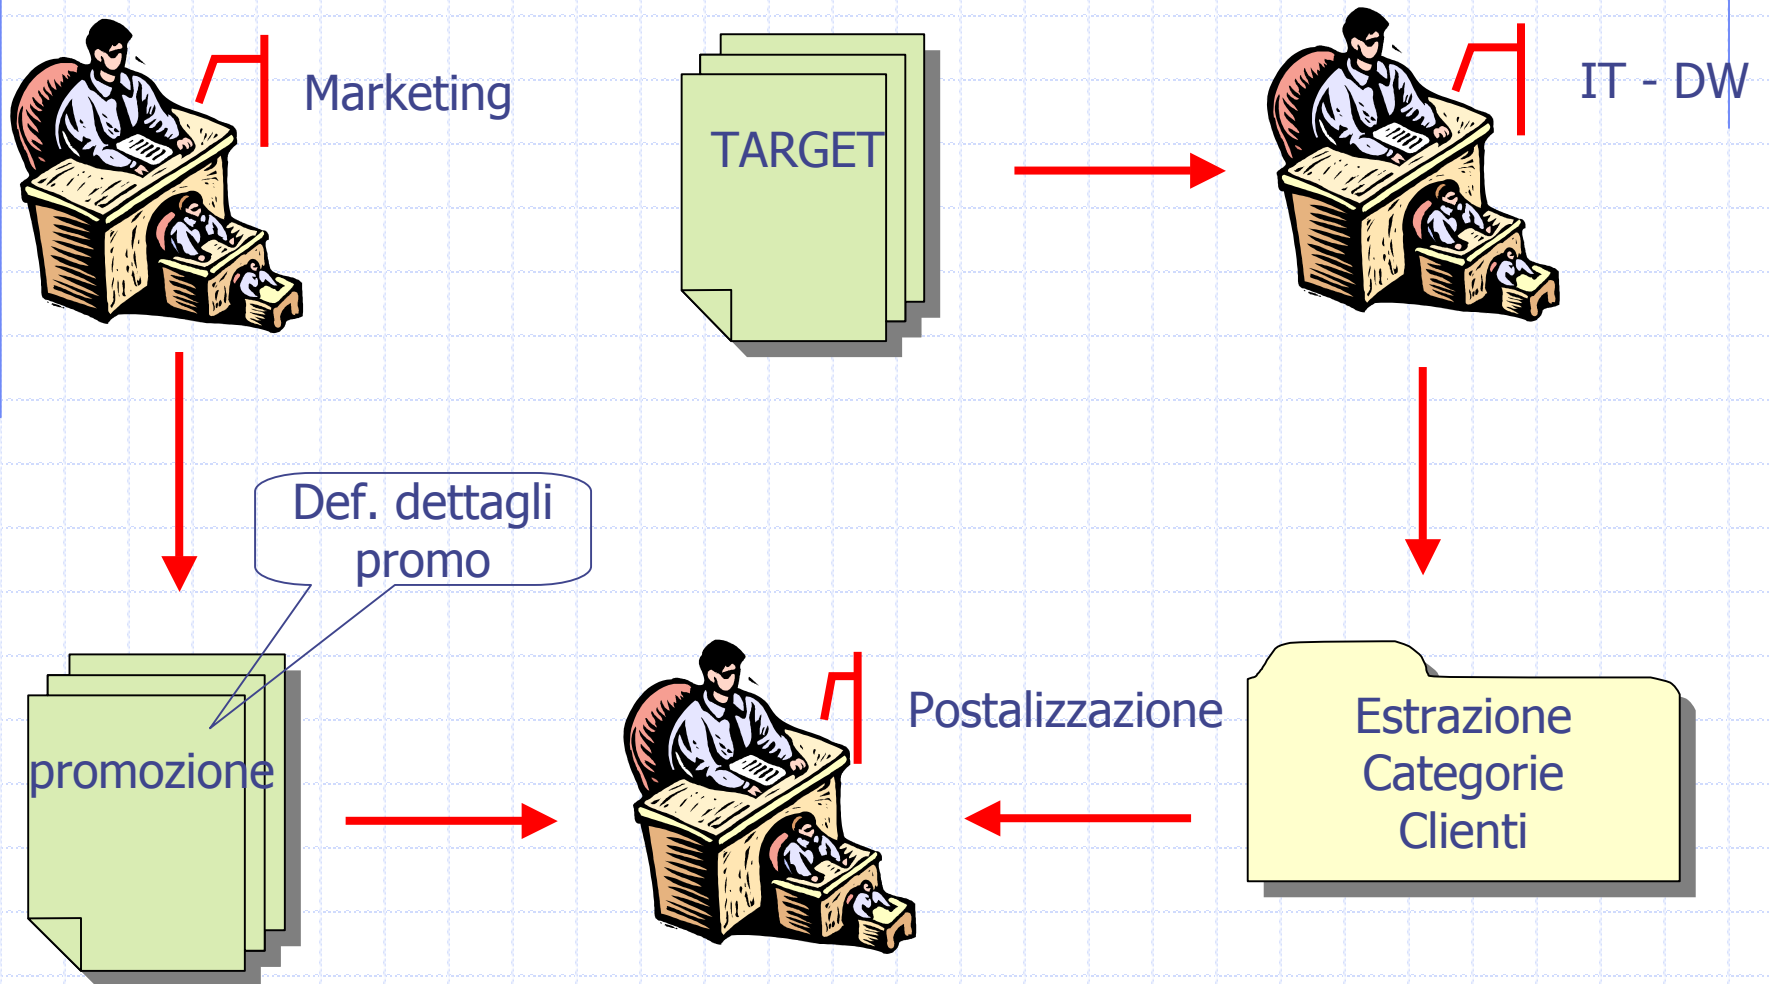 Marketing
TARGET
IT - DW
Def. dettagli
promo
promozione
Postalizzazione
Estrazione
Categorie
Clienti